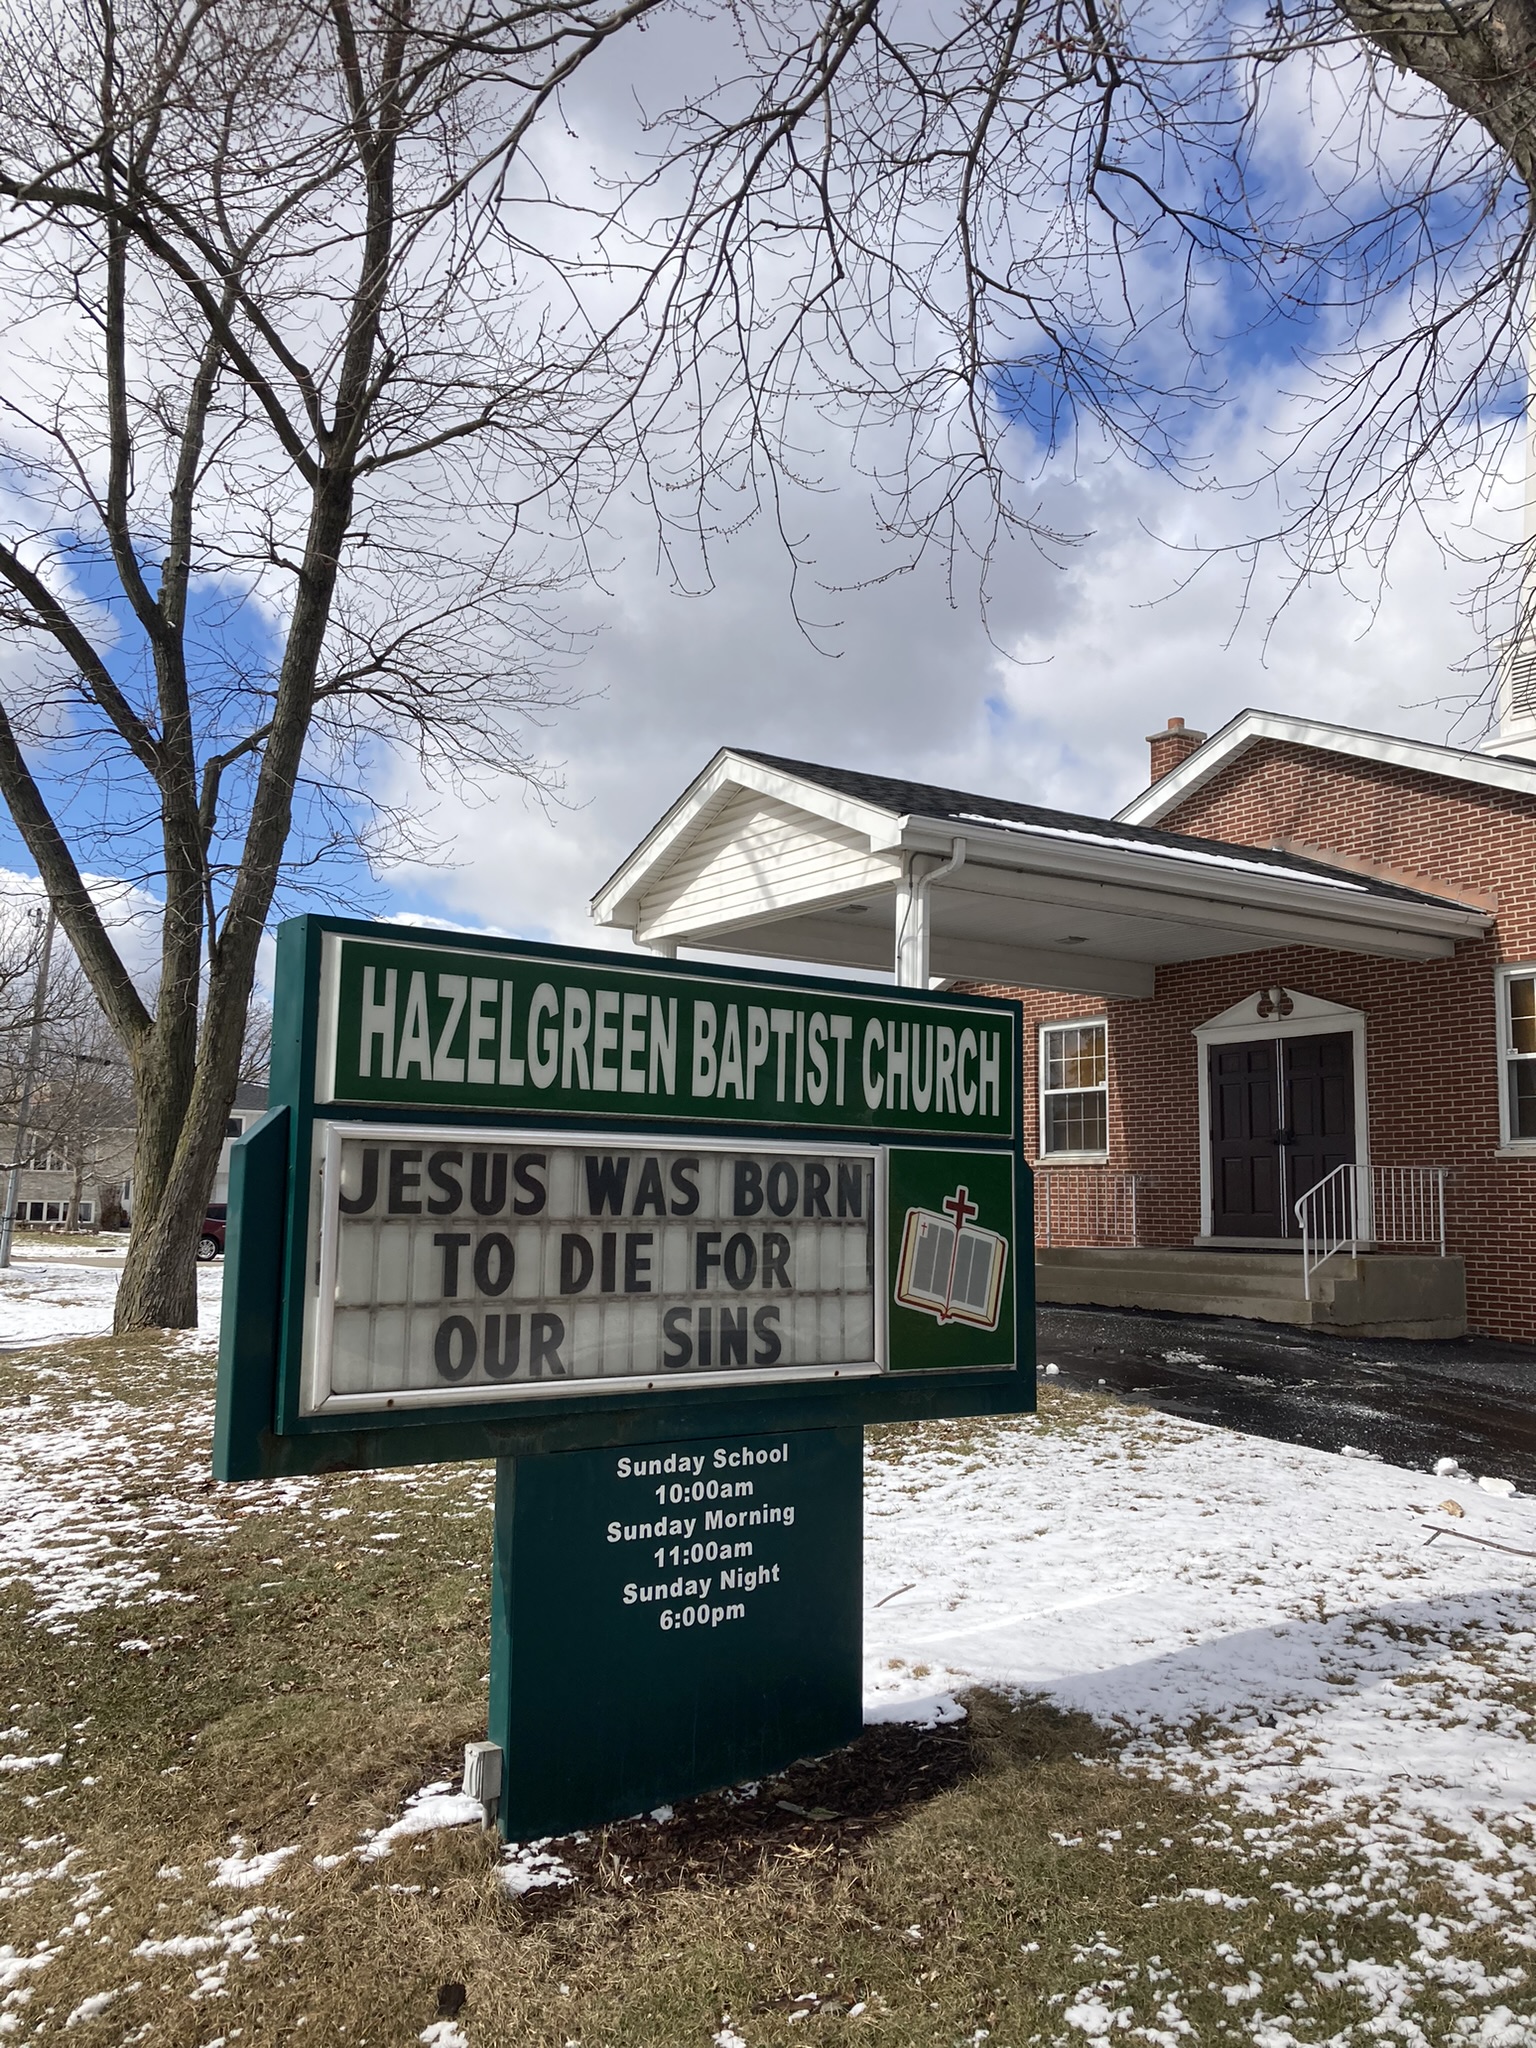 HAZELGREEN BAPTIST CHURCH
JESUS WAS BORN
TO DIE FOR
OUR SINS
Sunday School
10:00am
Sunday Morning
11:00am
Sunday Night
6:00pm